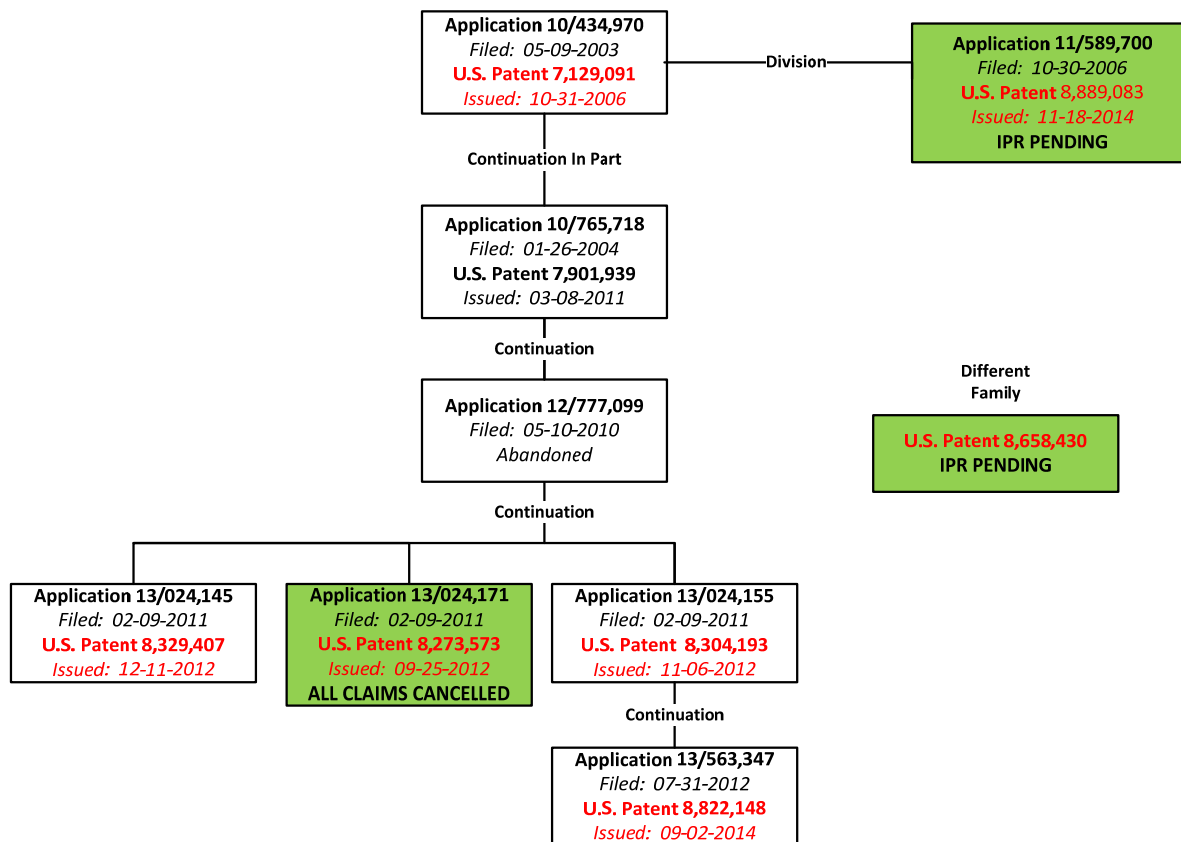 Application 10/434,970
Filed: 05-09-2003
U.S. Patent 7,129,091
Issued: 10-31-2006
Division
Application 11/589,700
Filed: 10-30-2006
U.S. Patent 8,889,083
Issued: 11-18-2014
IPR PENDING
Continuation In Part
Application 10/765,718
Filed: 01-26-2004
U.S. Patent 7,901,939
Issued: 03-08-2011
Continuation
Application 12/777,099
Filed: 05-10-2010
Abandoned
Different
Family
U.S. Patent 8,658,430
IPR PENDING
Continuation
Application 13/024,145
Filed: 02-09-2011
U.S. Patent 8,329,407
Issued: 12-11-2012
Application 13/024,171
Filed: 02-09-2011
U.S. Patent 8,273,573
Issued: 09-25-2012
ALL CLAIMS CANCELLED
Application 13/024,155
Filed: 02-09-2011
U.S. Patent 8,304,193
Issued: 11-06-2012
Continuation
Application 13/563,347
Filed: 07-31-2012
U.S. Patent 8,822,148
Issued: 09-02-2014